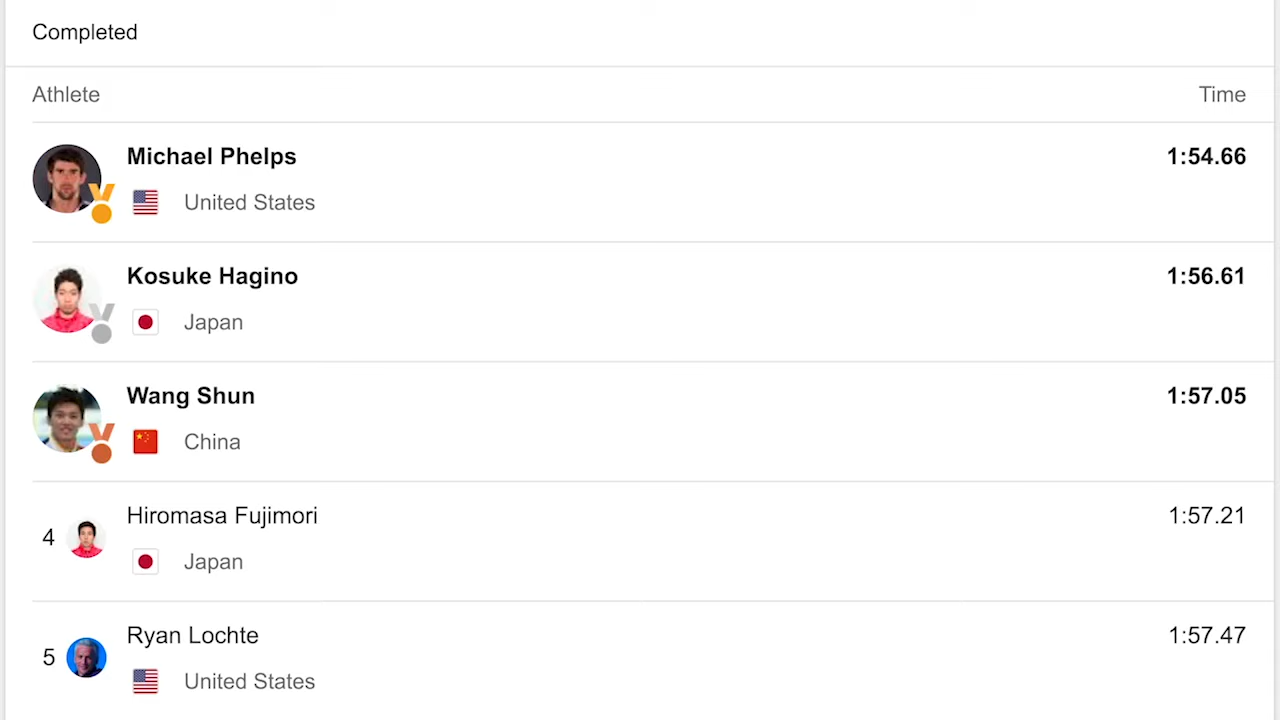 Completed
Athlete Time
Michael Phelps 1:54.66
United States
Kosuke Hagino 1:56.61
Japan
Wang Shun 1:57.05
China
Hiromasa Fujimori 1:57.21
4
Japan
Ryan Lochte 1:57.47
5
United States